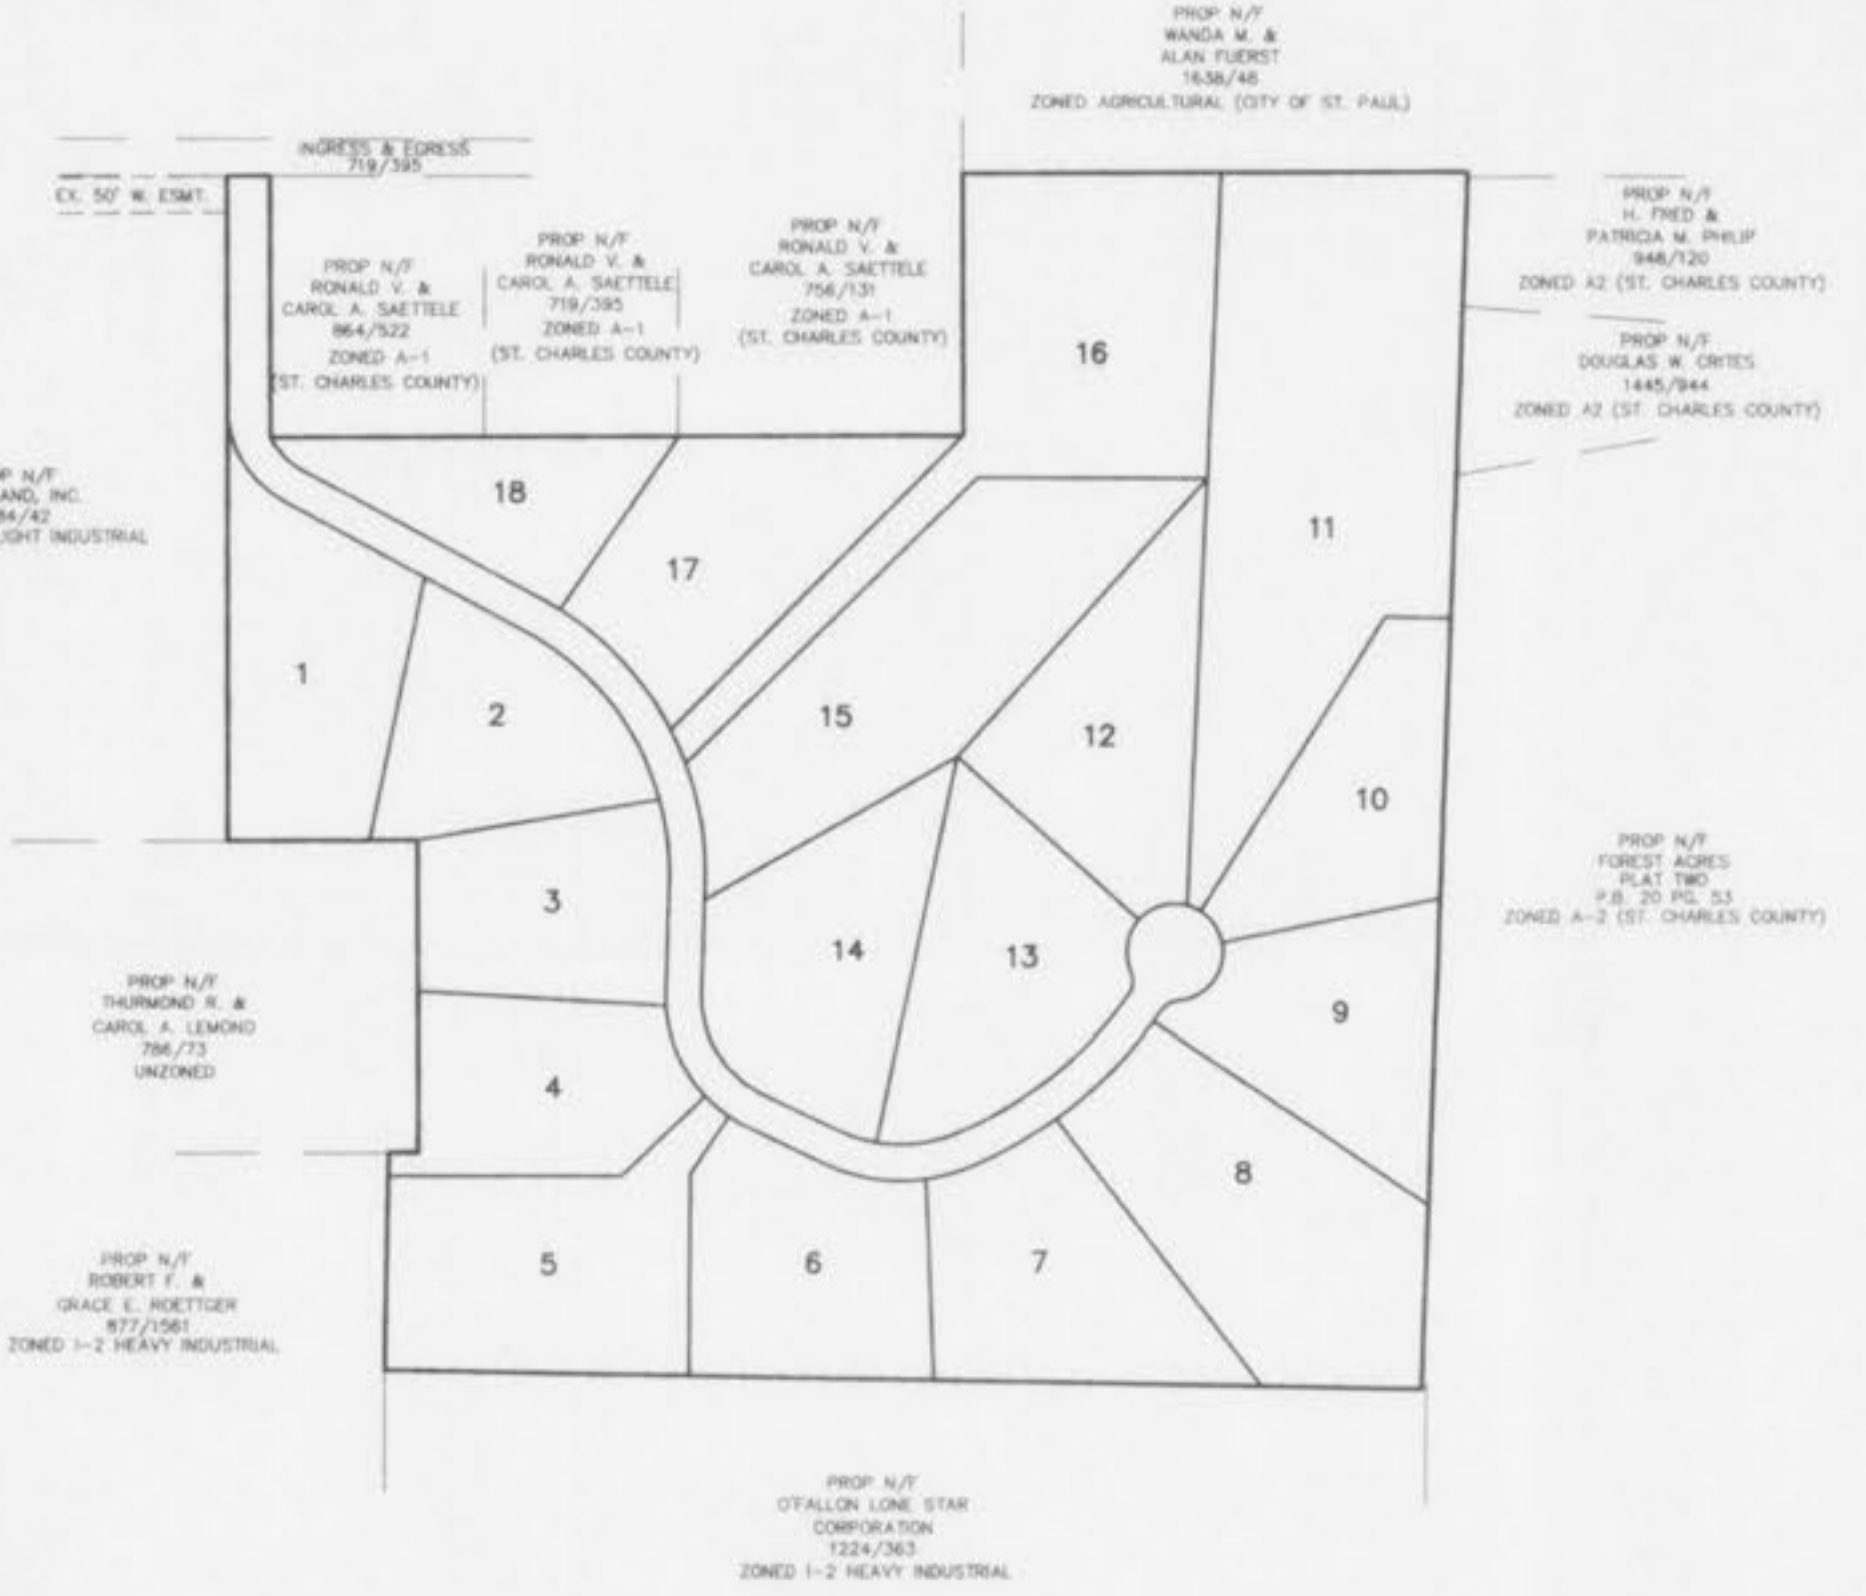 PROP N/F
WANDA M. &
ALAN FUERST
1638/48
ZONED AGRICULTURAL (CITY OF ST. PAUL)
INGRESS & EGRESS
719/395
EX. 50' W. ESMT.
PROP N/F
RONALD V. &
CAROL A. SAETTELE
864/522
ZONED A-1
(ST. CHARLES COUNTY)
PROP N/F
RONALD V. &
CAROL A. SAETTELE
719/395
ZONED A-1
(ST. CHARLES COUNTY)
PROP N/F
RONALD V. &
CAROL A. SAETTELE
756/131
ZONED A-1
(ST. CHARLES COUNTY)
PROP N/F
H. FRED &
PATRICIA M. PHILIP
948/120
ZONED A2 (ST. CHARLES COUNTY)
PROP N/F
DOUGLAS W. CRITES
1445/944
ZONED A2 (ST. CHARLES COUNTY)
P N/F
AND, INC.
84/42
IGHT INDUSTRIAL
16
18
11
17
1
2
15
12
10
3
14
13
9
4
8
5
6
7
PROP N/F
FOREST ACRES
PLAT TWO
P.B. 20 PG. 53
ZONED A-2 (ST. CHARLES COUNTY)
PROP N/F
THURMOND R. &
CAROL A. LEMOND
786/73
UNZONED
PROP N/F
ROBERT F. &
GRACE E. ROETTGER
877/1561
ZONED I-2 HEAVY INDUSTRIAL
PROP N/F
O'FALLON LONE STAR
CORPORATION
1224/363
ZONED I-2 HEAVY INDUSTRIAL